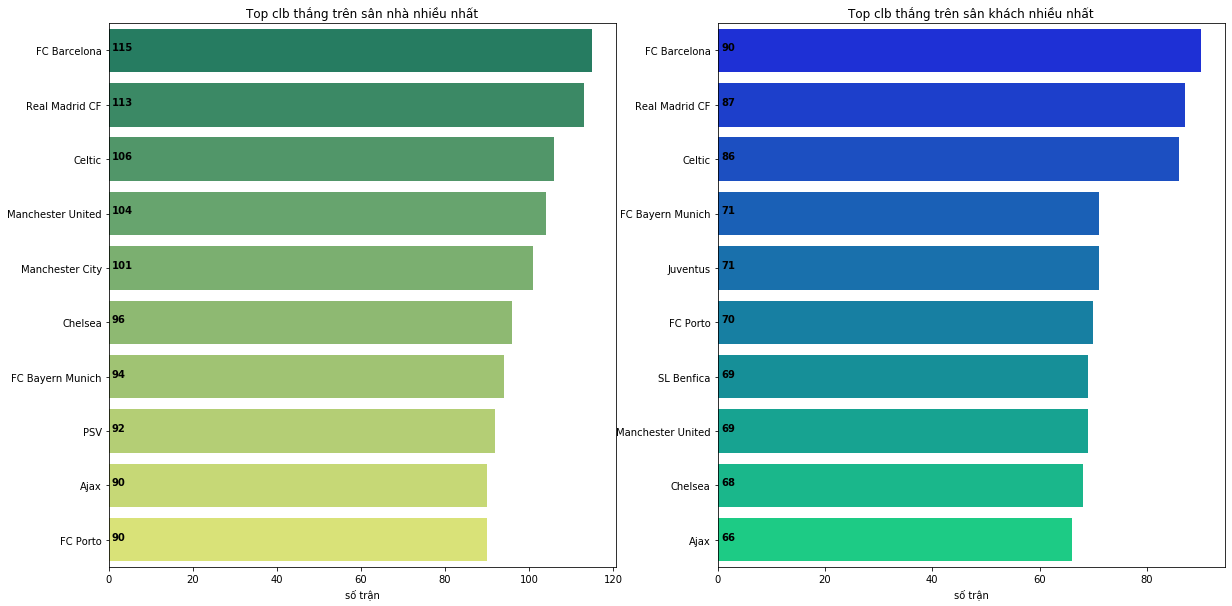 Top clb thắng trên sân nhà nhiều nhất
FC Barcelona 115
Real Madrid CF 113
Celtic 106
Manchester United 104
Manchester City 101
Chelsea 96
FC Bayern Munich 94
PSV 92
Ajax 90
FC Porto 90
0 20 40 60 80 100 120
số trận
Top clb thắng trên sân khách nhiều nhất
FC Barcelona 90
Real Madrid CF 87
Celtic 86
FC Bayern Munich 71
Juventus 71
FC Porto 70
SL Benfica 69
Manchester United 69
Chelsea 68
Ajax 66
0 20 40 60 80
số trận